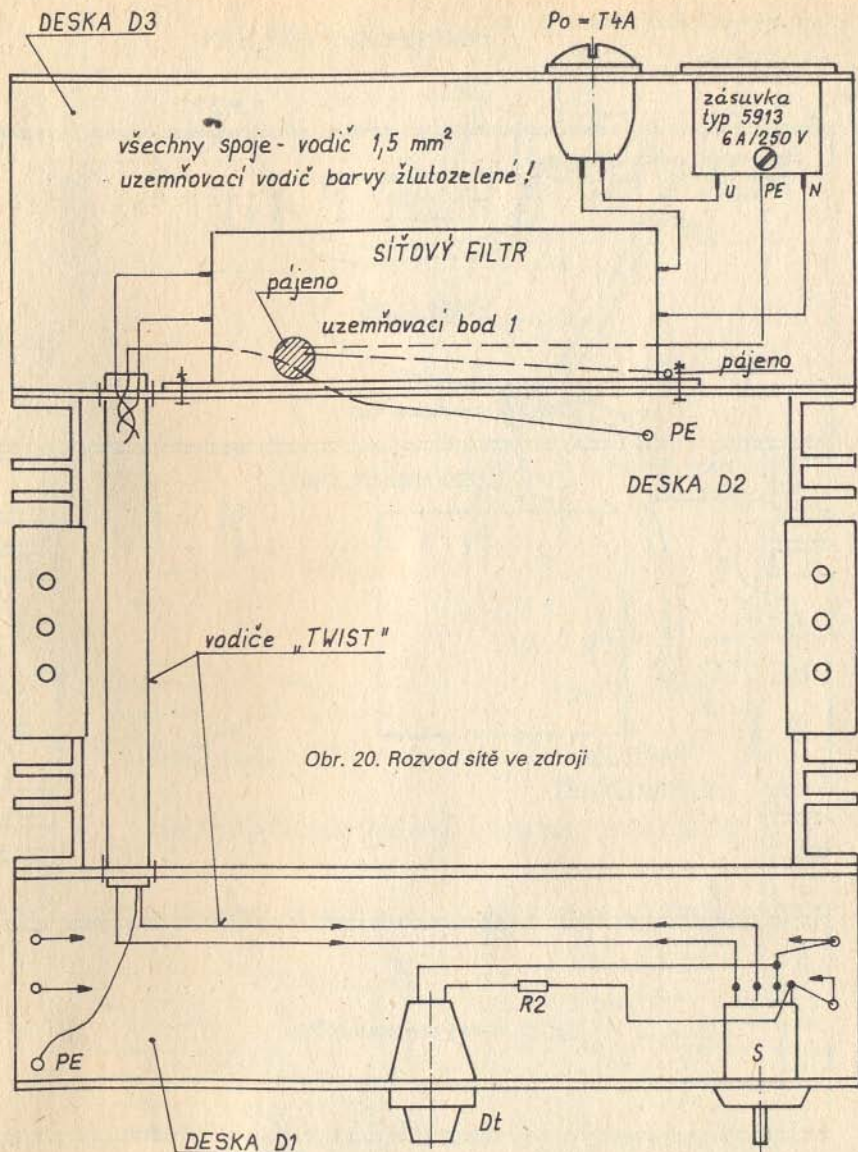 DESKA D3
Po = T4A
zásuvka
typ 5913
6A/250 V
všechny spoje - vodič 1,5 mm²
uzemňovací vodič barvy žlutozelené!
U PE N
SÍŤOVÝ FILTR
pájeno
uzemňovací bod 1
pájeno
PE
DESKA D2
vodiče „TWIST"
Obr. 20. Rozvod sítě ve zdroji
R2
PE
S
Dt
DESKA D1